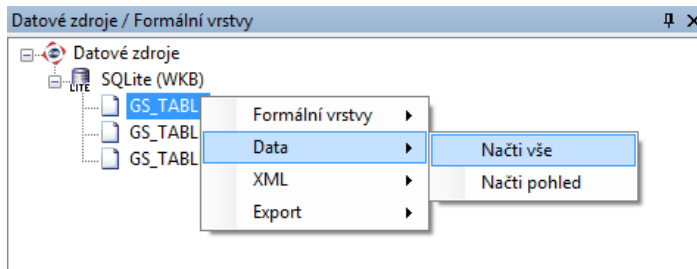 Datové zdroje / Formální vrstvy
Datové zdroje
LITE SQLite (WKB)
GS_TABL
GS_TABL
GS_TABL
Formální vrstvy
Data
XML
Export
Načti vše
Načti pohled